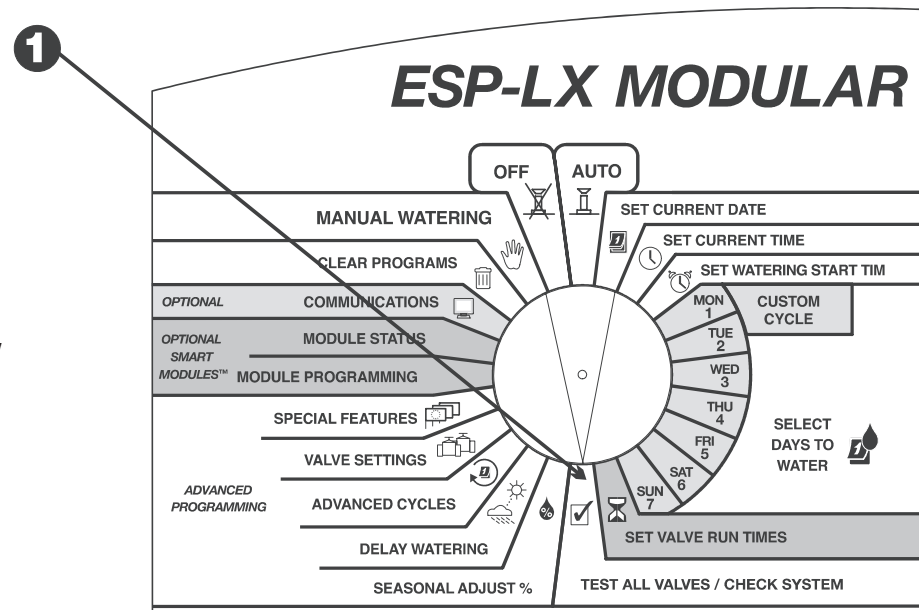 1
ESP-LX MODULAR
OFF
AUTO
MANUAL WATERING
SET CURRENT DATE
CLEAR PROGRAMS
SET CURRENT TIME
SET WATERING START TIM
OPTIONAL
COMMUNICATIONS
MON
1
CUSTOM
CYCLE
OPTIONAL
SMART
MODULES™
MODULE STATUS
MODULE PROGRAMMING
TUE
2
WED
3
THU
4
FRI
5
SAT
6
SUN
7
SELECT
DAYS TO
WATER
SPECIAL FEATURES
VALVE SETTINGS
ADVANCED
PROGRAMMING
ADVANCED CYCLES
DELAY WATERING
SEASONAL ADJUST %
%
SET VALVE RUN TIMES
TEST ALL VALVES / CHECK SYSTEM